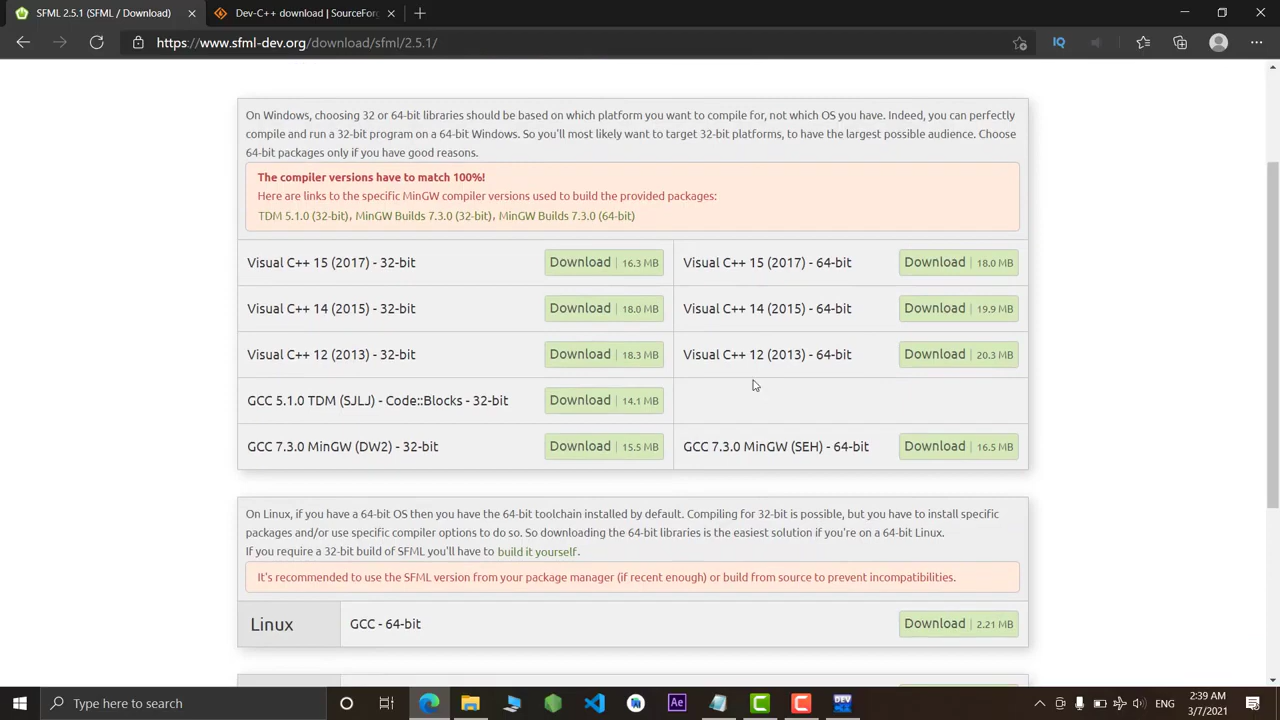 SFML 2.5.1 (SFML / Download)
Dev-C++ download | SourceForg
https://www.sfml-dev.org/download/sfml/2.5.1/
IQ
On Windows, choosing 32 or 64-bit libraries should be based on which platform you want to compile for, not which OS you have. Indeed, you can perfectly
compile and run a 32-bit program on a 64-bit Windows. So you'll most likely want to target 32-bit platforms, to have the largest possible audience. Choose
64-bit packages only if you have good reasons.
The compiler versions have to match 100%!
Here are links to the specific MinGW compiler versions used to build the provided packages:
TDM 5.1.0 (32-bit), MinGW Builds 7.3.0 (32-bit), MinGW Builds 7.3.0 (64-bit)
Visual C++ 15 (2017) - 32-bit Download | 16.3 MB Visual C++ 15 (2017) - 64-bit Download | 18.0 MB
Visual C++ 14 (2015) - 32-bit Download | 18.0 MB Visual C++ 14 (2015) - 64-bit Download | 19.9 MB
Visual C++ 12 (2013) - 32-bit Download | 18.3 MB Visual C++ 12 (2013) - 64-bit Download | 20.3 MB
GCC 5.1.0 TDM (SJLJ) - Code::Blocks - 32-bit Download | 14.1 MB
GCC 7.3.0 MinGW (DW2) - 32-bit Download | 15.5 MB GCC 7.3.0 MinGW (SEH) - 64-bit Download | 16.5 MB
On Linux, if you have a 64-bit OS then you have the 64-bit toolchain installed by default. Compiling for 32-bit is possible, but you have to install specific
packages and/or use specific compiler options to do so. So downloading the 64-bit libraries is the easiest solution if you're on a 64-bit Linux.
If you require a 32-bit build of SFML you'll have to build it yourself.
It's recommended to use the SFML version from your package manager (if recent enough) or build from source to prevent incompatibilities.
Linux GCC - 64-bit Download | 2.21 MB
Type here to search
Ae
DEV
ENG
2:39 AM
3/7/2021